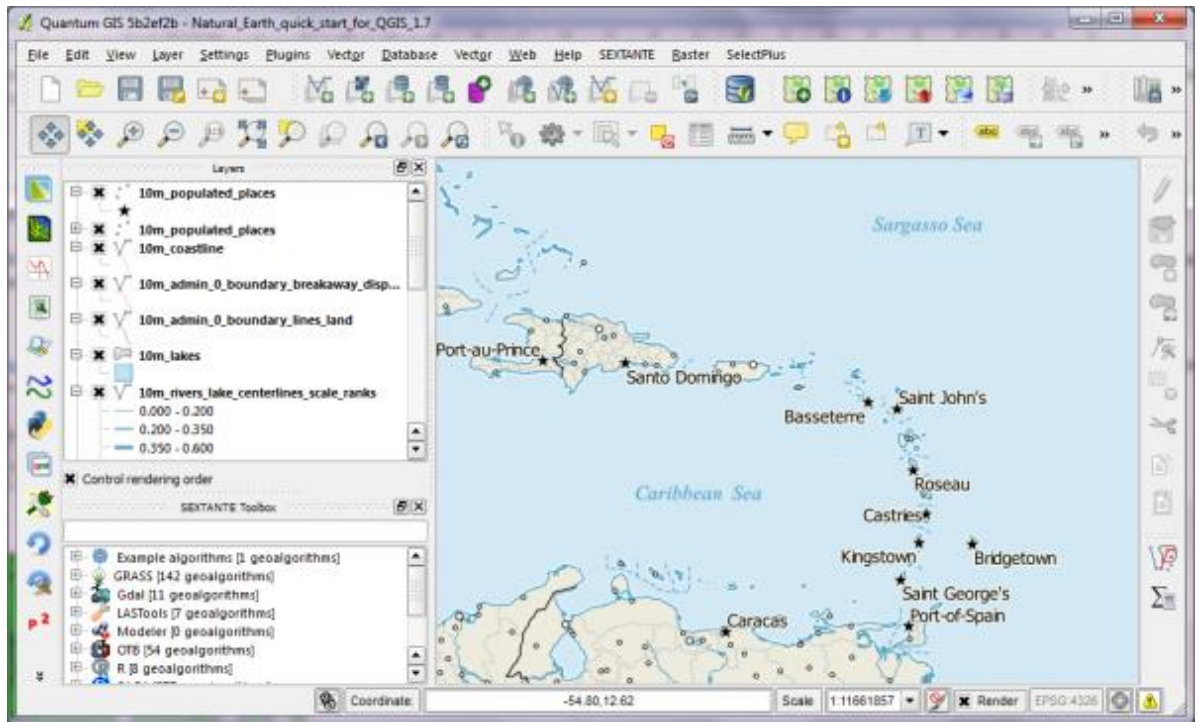 Quantum GIS 5b2ef2b - Natural_Earth_quick_start_for_QGIS_1.7
File Edit View Layer Settings Plugins Vector Database Vector Web Help SEXTANTE Raster SelectPlus
Layers
10m_populated_places
10m_populated_places
10m_coastline
10m_admin_0_boundary_breakaway_disp...
10m_admin_0_boundary_lines_land
10m_lakes
10m_rivers_lake_centerlines_scale_ranks
0.000 - 0.200
0.200 - 0.350
0.350 - 0.600
Control rendering order
SEXTANTE Toolbox
Example algorithms [1 geoalgorithms]
GRASS [142 geoalgorithms]
Gdal [11 geoalgorithms]
LASTools [7 geoalgorithms]
Modeler [0 geoalgorithms]
OTB [54 geoalgorithms]
R [8 geoalgorithms]
Sargasso Sea
Port-au-Prince
Santo Domingo
Saint John's
Basseterre
Caribbean Sea
Roseau
Castries
Kingstown
Bridgetown
Saint George's
Port-of-Spain
Caracas
Coordinate: -54.80,12.62 Scale 1:11661857 Render EPSG:4326